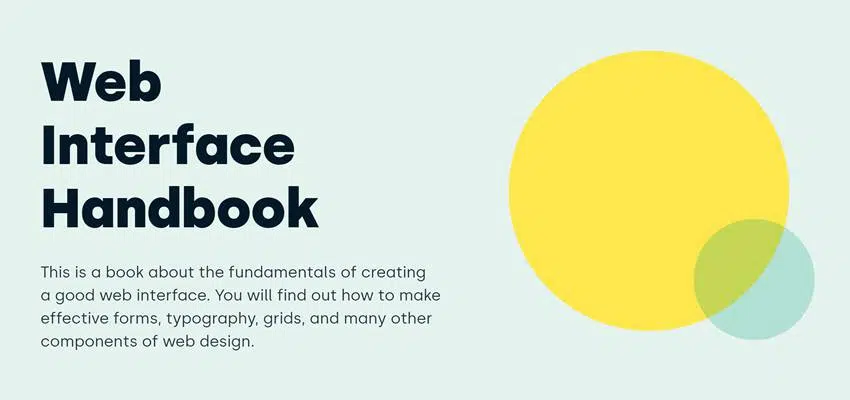 Web
Interface
Handbook
This is a book about the fundamentals of creating
a good web interface. You will find out how to make
effective forms, typography, grids, and many other
components of web design.